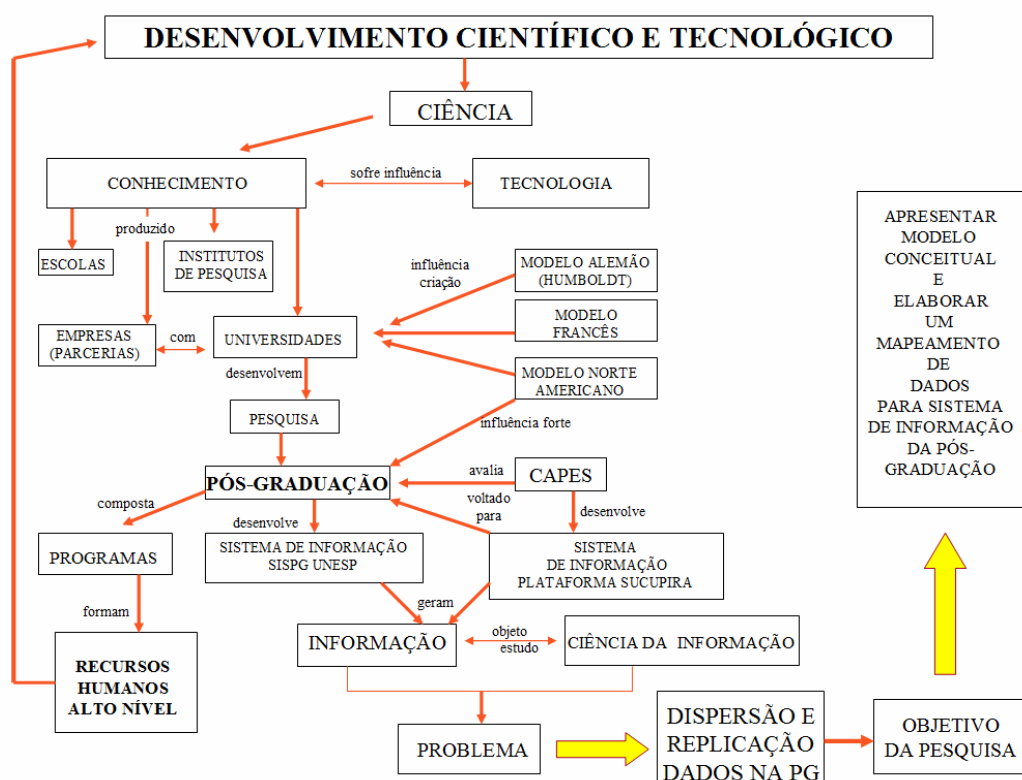 DESENVOLVIMENTO CIENTÍFICO E TECNOLÓGICO
CIÊNCIA
CONHECIMENTO
sofre influência
TECNOLOGIA
produzido
ESCOLAS
INSTITUTOS
DE PESQUISA
influência
criação
MODELO ALEMÃO
(HUMBOLDT)
MODELO
FRANCÊS
MODELO NORTE
AMERICANO
EMPRESAS
(PARCERIAS)
com
UNIVERSIDADES
desenvolvem
PESQUISA
influência forte
PÓS-GRADUAÇÃO
avalia
CAPES
composta
desenvolve
voltado
para
desenvolve
PROGRAMAS
SISTEMA DE INFORMAÇÃO
SISPG UNESP
SISTEMA
DE INFORMAÇÃO
PLATAFORMA SUCUPIRA
formam
geram
RECURSOS
HUMANOS
ALTO NÍVEL
INFORMAÇÃO
objeto
estudo
CIÊNCIA DA INFORMAÇÃO
PROBLEMA
DISPERSÃO E
REPLICAÇÃO
DADOS NA PG
OBJETIVO
DA PESQUISA
APRESENTAR
MODELO
CONCEITUAL
E
ELABORAR
UM
MAPEAMENTO
DE
DADOS
PARA SISTEMA
DE INFORMAÇÃO
DA PÓS-
GRADUAÇÃO